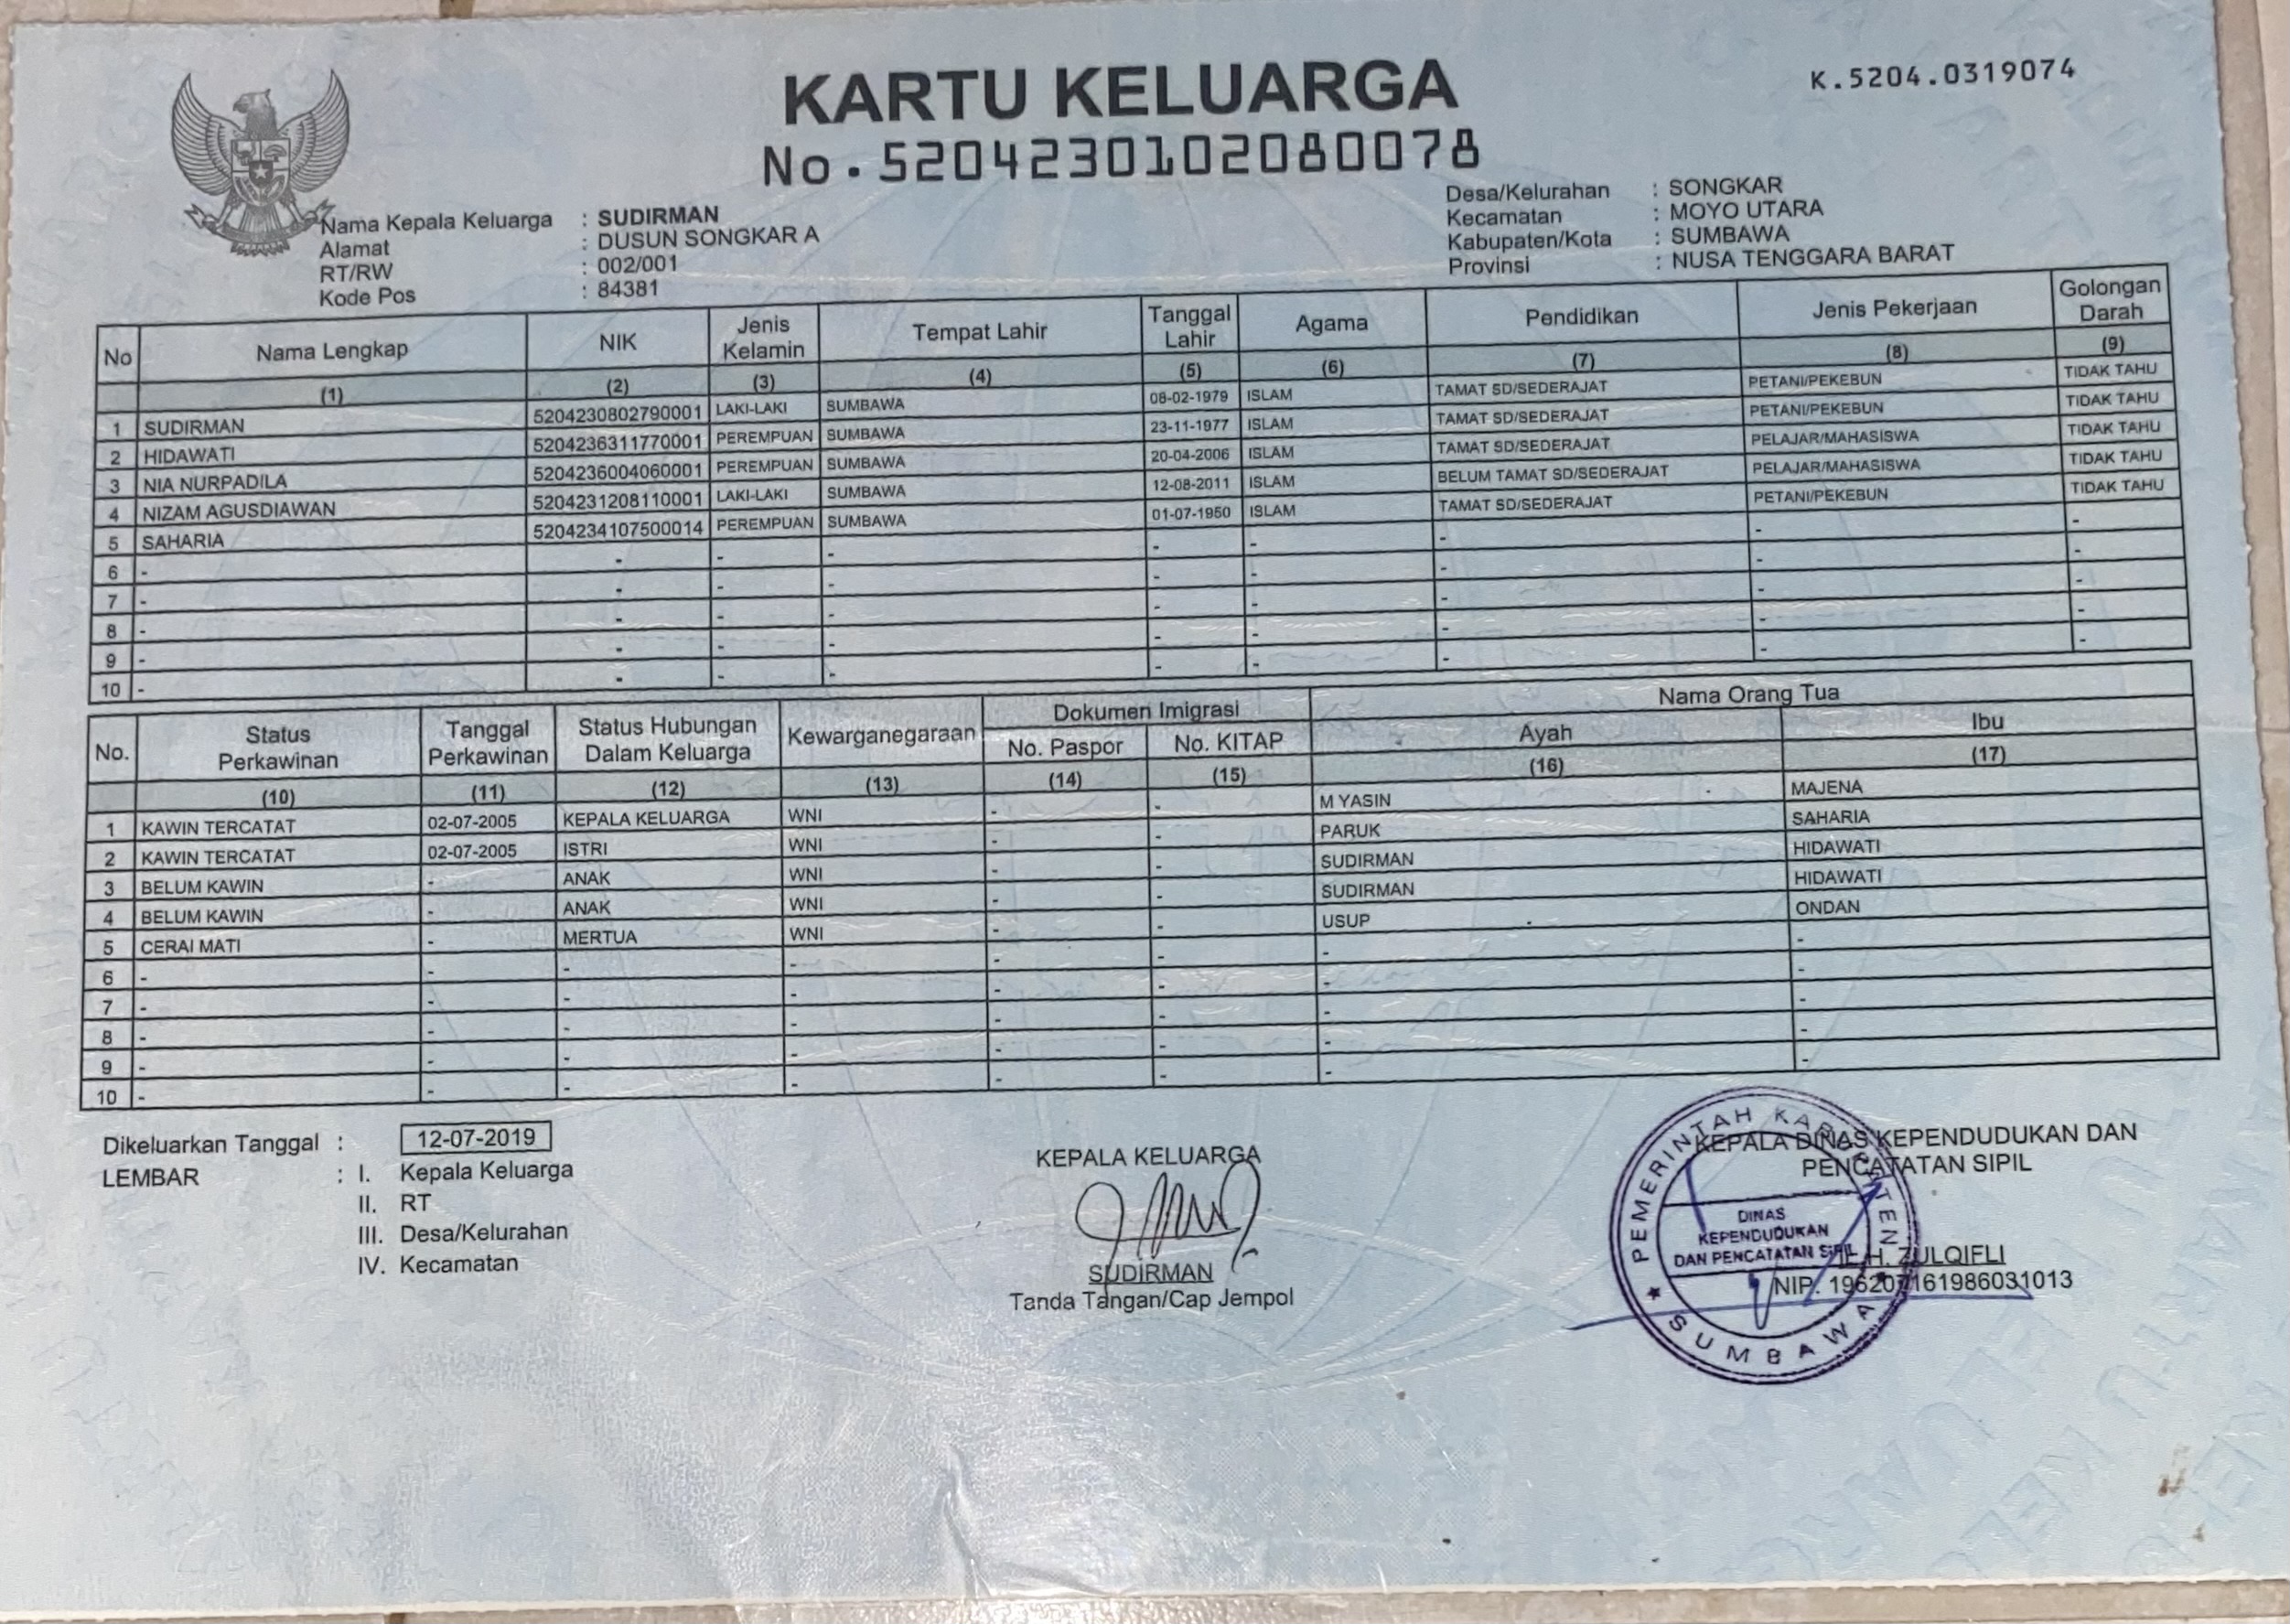 KARTU KELUARGA
No. 5204230102080078
K.5204.0319074
Nama Kepala Keluarga : SUDIRMAN
Alamat : DUSUN SONGKAR A
RT/RW : 002/001
Kode Pos : 84381
Desa/Kelurahan : SONGKAR
Kecamatan : MOYO UTARA
Kabupaten/Kota : SUMBAWA
Provinsi : NUSA TENGGARA BARAT
No Nama Lengkap NIK Jenis Kelamin Tempat Lahir Tanggal Lahir Agama Pendidikan Jenis Pekerjaan Golongan Darah
(1) (2) (3) (4) (5) (6) (7) (8) (9)
1 SUDIRMAN 5204230802790001 LAKI-LAKI SUMBAWA 08-02-1979 ISLAM TAMAT SD/SEDERAJAT PETANI/PEKEBUN TIDAK TAHU
2 HIDAWATI 5204236311770001 PEREMPUAN SUMBAWA 23-11-1977 ISLAM TAMAT SD/SEDERAJAT PETANI/PEKEBUN TIDAK TAHU
3 NIA NURPADILA 5204236004060001 PEREMPUAN SUMBAWA 20-04-2006 ISLAM TAMAT SD/SEDERAJAT PELAJAR/MAHASISWA TIDAK TAHU
4 NIZAM AGUSDIAWAN 5204231208110001 LAKI-LAKI SUMBAWA 12-08-2011 ISLAM BELUM TAMAT SD/SEDERAJAT PELAJAR/MAHASISWA TIDAK TAHU
5 SAHARIA 5204234107500014 PEREMPUAN SUMBAWA 01-07-1950 ISLAM TAMAT SD/SEDERAJAT PETANI/PEKEBUN TIDAK TAHU
6 - - - - - - - - -
7 - - - - - - - - -
8 - - - - - - - - -
9 - - - - - - - - -
10 - - - - - - - - -
No. Status Perkawinan Tanggal Perkawinan Status Hubungan Dalam Keluarga Kewarganegaraan Dokumen Imigrasi Nama Orang Tua
No. Paspor No. KITAP Ayah Ibu
(10) (11) (12) (13) (14) (15) (16) (17)
1 KAWIN TERCATAT 02-07-2005 KEPALA KELUARGA WNI - - M YASIN MAJENA
2 KAWIN TERCATAT 02-07-2005 ISTRI WNI - - PARUK SAHARIA
3 BELUM KAWIN - ANAK WNI - - SUDIRMAN HIDAWATI
4 BELUM KAWIN - ANAK WNI - - SUDIRMAN HIDAWATI
5 CERAI MATI - MERTUA WNI - - USUP ONDAN
6 - - - - - - - -
7 - - - - - - - -
8 - - - - - - - -
9 - - - - - - - -
10 - - - - - - - -
Dikeluarkan Tanggal : 12-07-2019
LEMBAR : I. Kepala Keluarga
II. RT
III. Desa/Kelurahan
IV. Kecamatan
KEPALA KELUARGA
SUDIRMAN
Tanda Tangan/Cap Jempol
KEPALA DINAS KEPENDUDUKAN DAN
PENCATATAN SIPIL
H. ZULQIFLI
NIP. 196207161986031013
PEMERINTAH KABUPATEN
DINAS
KEPENDUDUKAN
DAN PENCATATAN SIPIL
★ SUMBAWA ★